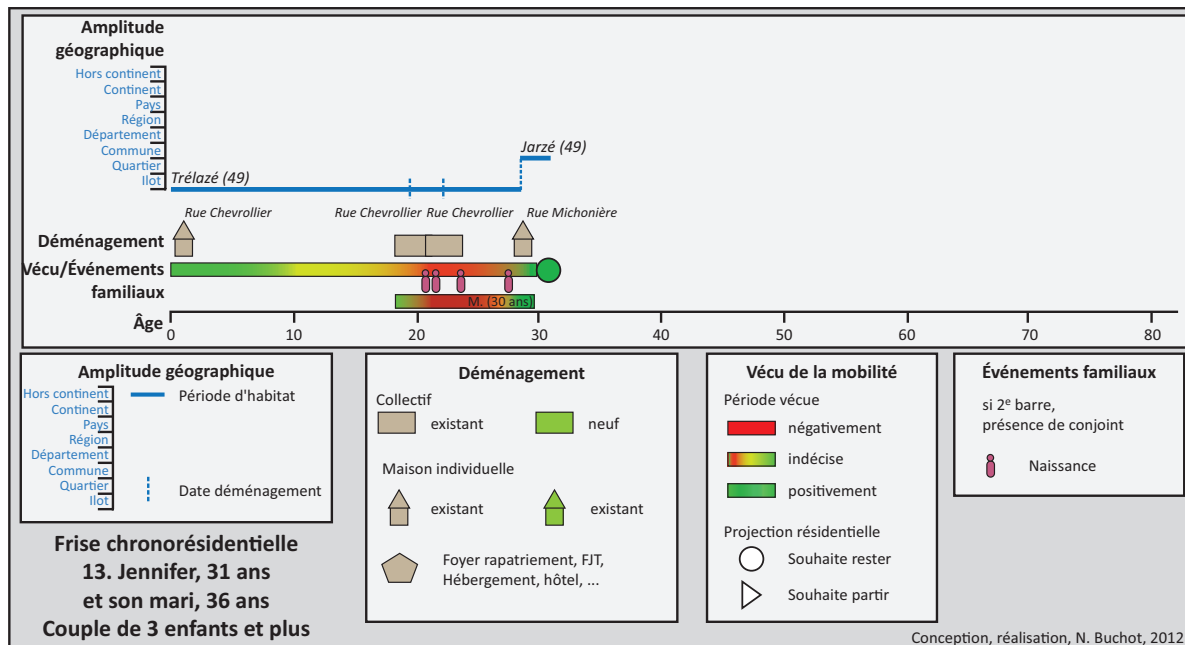 Amplitude
géographique
Hors continent
Continent
Pays
Région
Département
Commune
Quartier
Ilot
Jarzé (49)
Trélazé (49)
Rue Chevrollier
Rue Chevrollier
Rue Chevrollier
Rue Michonière
Déménagement
Vécu/Événements
familiaux
M. (30 ans)
Âge
0 10 20 30 40 50 60 70 80
Amplitude géographique
Hors continent
Continent
Pays
Région
Département
Commune
Quartier
Ilot
Période d'habitat
Date déménagement
Frise chronorésidentielle
13. Jennifer, 31 ans
et son mari, 36 ans
Couple de 3 enfants et plus
Déménagement
Collectif
existant neuf
Maison individuelle
existant existant
Foyer rapatriement, FJT,
Hébergement, hôtel, ...
Vécu de la mobilité
Période vécue
négativement
indécise
positivement
Projection résidentielle
Souhaite rester
Souhaite partir
Événements familiaux
si 2e barre,
présence de conjoint
Naissance
Conception, réalisation, N. Buchot, 2012